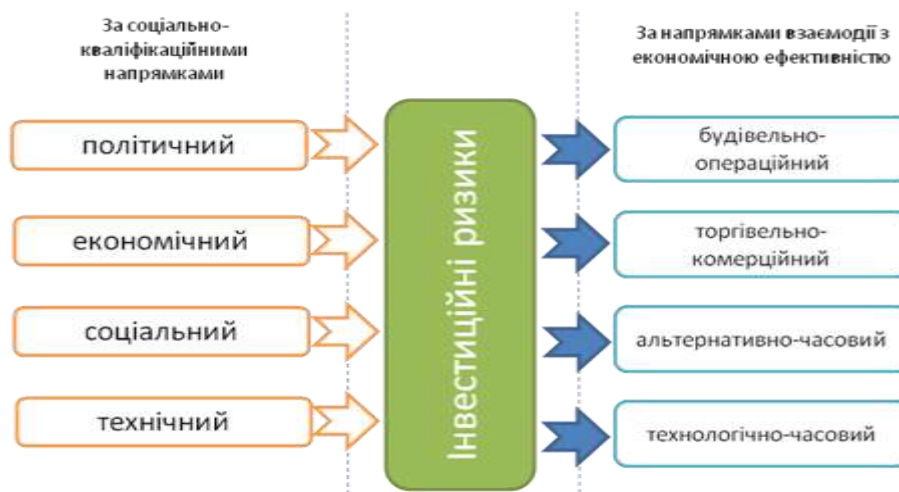 За соціально-
кваліфікаційними
напрямками
За напрямками взаємодії з
економічною ефективністю
політичний
економічний
соціальний
технічний
Інвестиційні ризики
будівельно-
операційний
торгівельно-
комерційний
альтернативно-часовий
технологічно-часовий